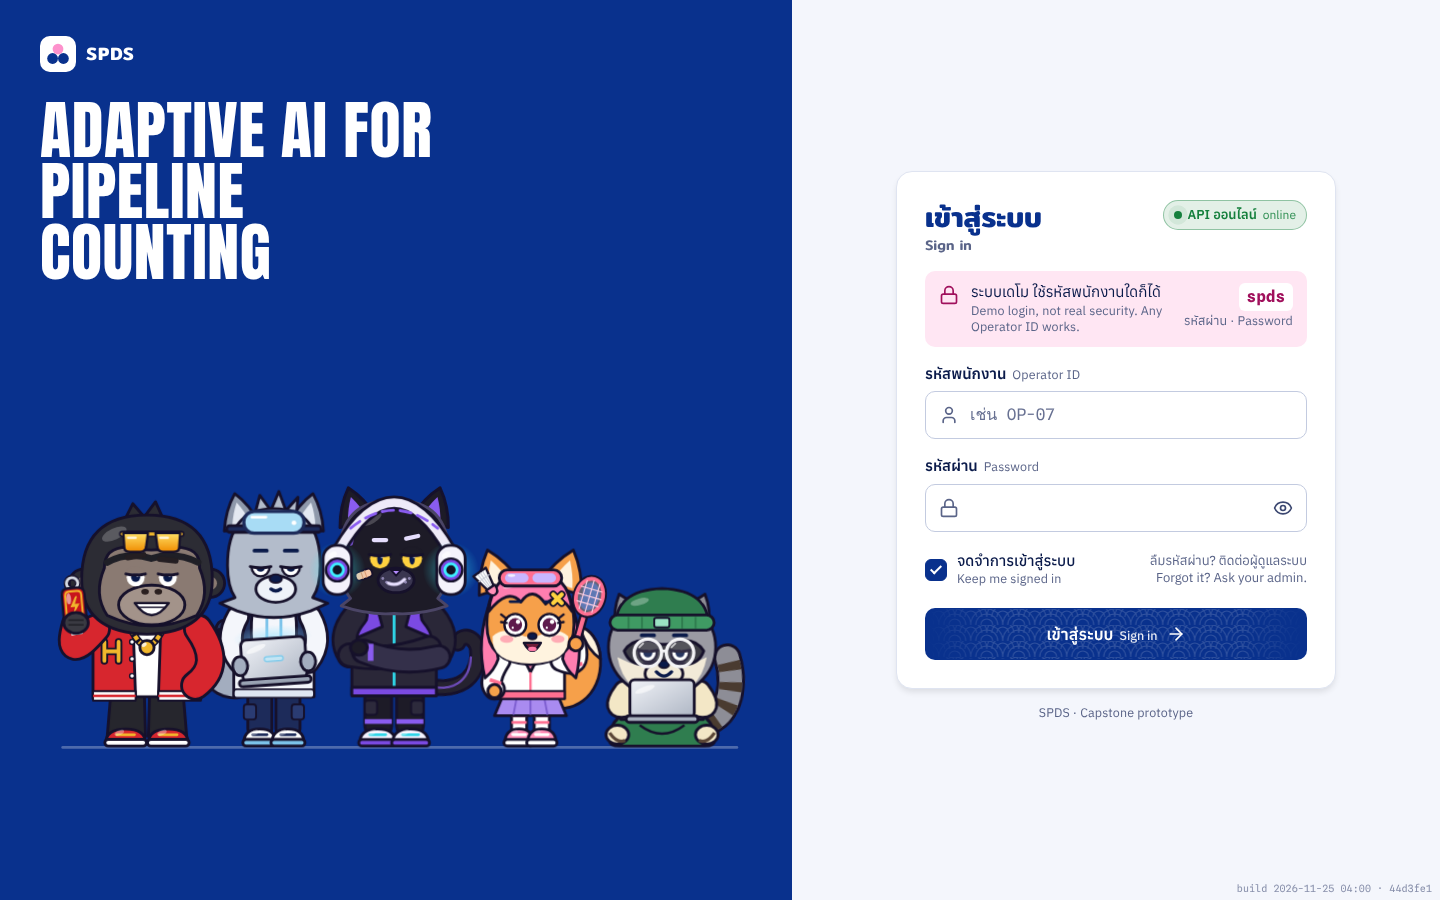 SPDS
ADAPTIVE AI FOR
PIPELINE
COUNTING
H
เข้าสู่ระบบ
Sign in
API ออนไลน์ online
ระบบเดโม ใช้รหัสพนักงานใดก็ได้
Demo login, not real security. Any
Operator ID works.
spds
รหัสผ่าน · Password
รหัสพนักงาน Operator ID
เช่น OP-07
รหัสผ่าน Password
จดจำการเข้าสู่ระบบ
Keep me signed in
ลืมรหัสผ่าน? ติดต่อผู้ดูแลระบบ
Forgot it? Ask your admin.
เข้าสู่ระบบ Sign in
SPDS · Capstone prototype
build 2026-11-25 04:00 · 44d3fe1